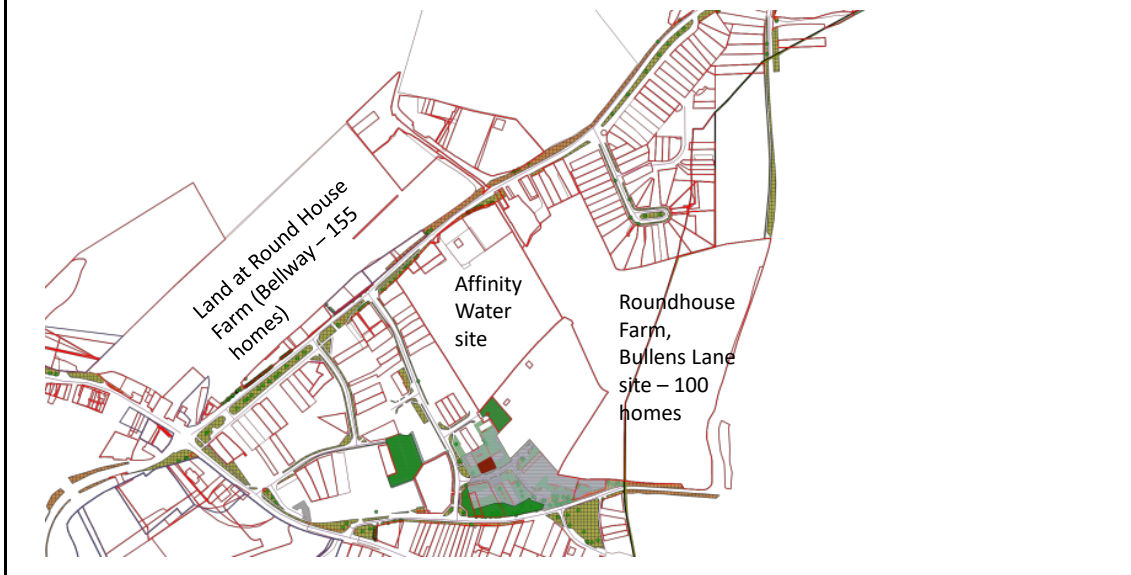 Land at Round House
Farm (Bellway – 155
homes)
Affinity
Water
site
Roundhouse
Farm,
Bullens Lane
site – 100
homes